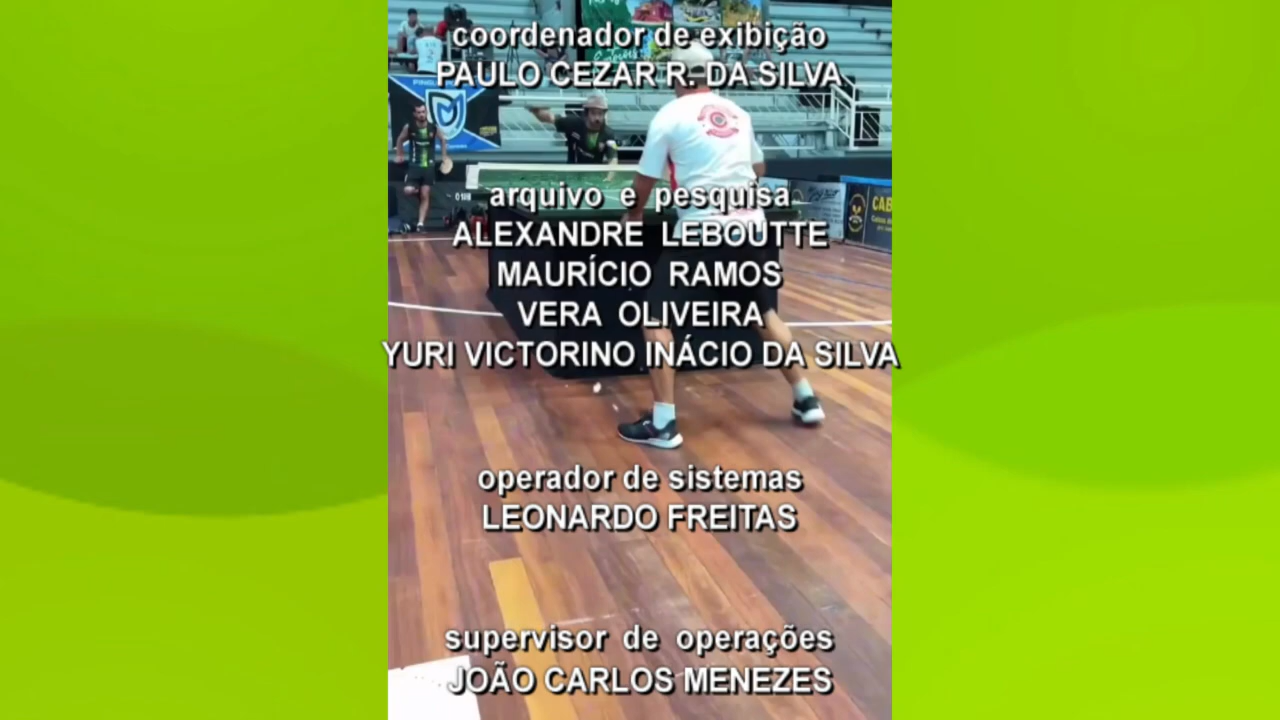 coordenador de exibição
PAULO CEZAR R. DA SILVA
arquivo e pesquisa
ALEXANDRE LEBOUTTE
MAURÍCIO RAMOS
VERA OLIVEIRA
YURI VICTORINO INÁCIO DA SILVA
operador de sistemas
LEONARDO FREITAS
supervisor de operações
JOÃO CARLOS MENEZES